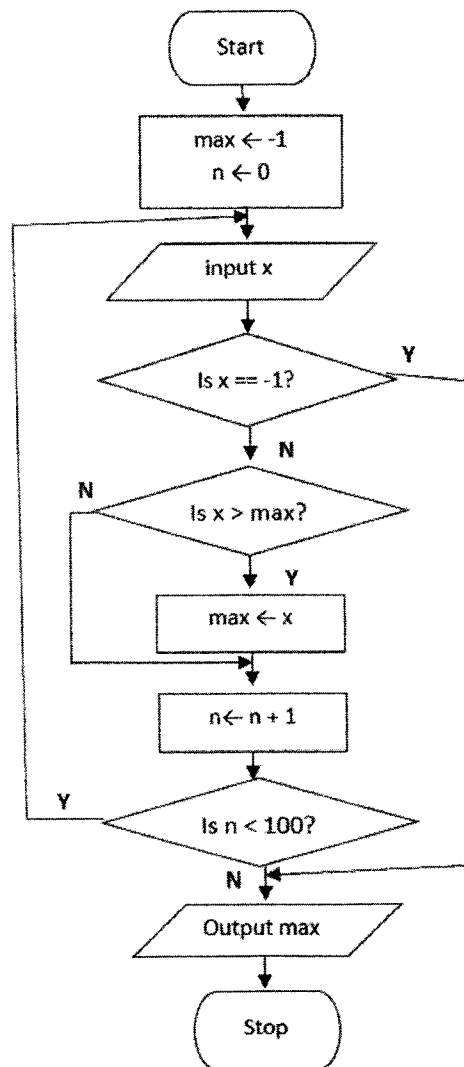 Start
max ← -1
n ← 0
input x
Is x == -1?
Y
N
Is x > max?
N
Y
max ← x
n← n + 1
Is n < 100?
Y
N
Output max
Stop